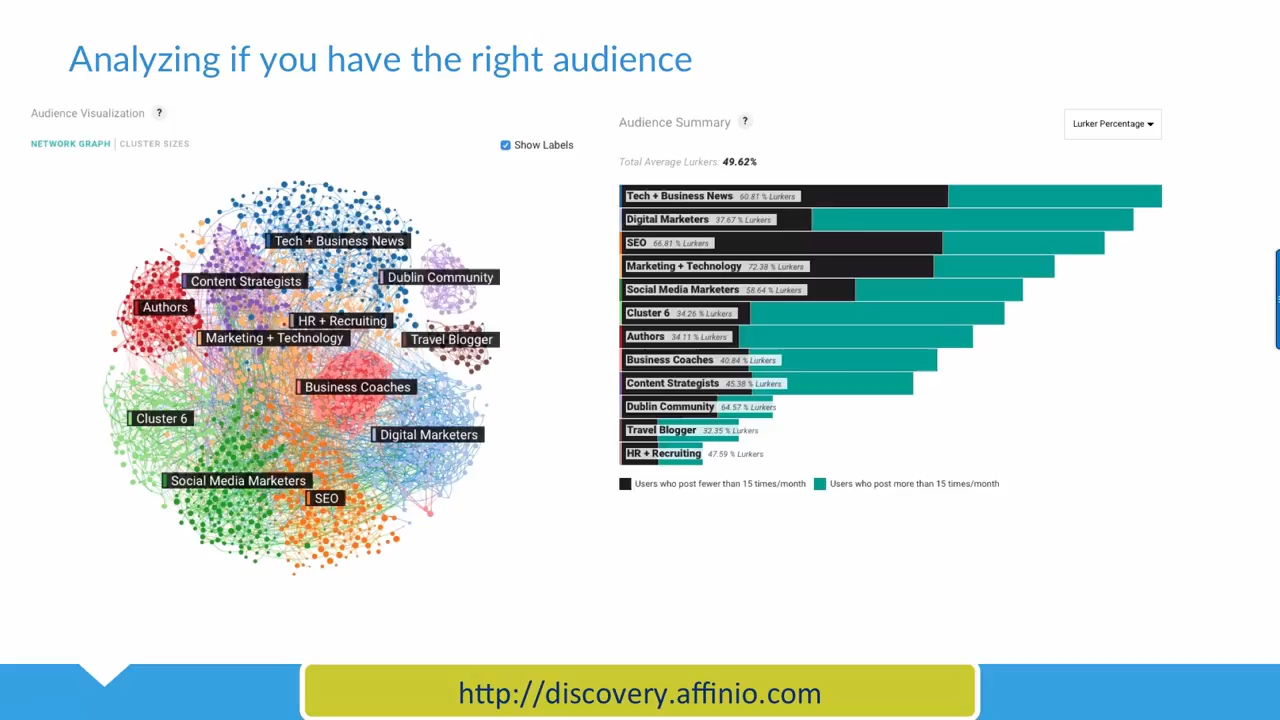 Analyzing if you have the right audience
Audience Visualization ?
NETWORK GRAPH | CLUSTER SIZES
Show Labels
Tech + Business News
Content Strategists
Dublin Community
Authors
HR + Recruiting
Marketing + Technology
Travel Blogger
Business Coaches
Cluster 6
Digital Marketers
Social Media Marketers
SEO
Audience Summary ?
Lurker Percentage
Total Average Lurkers: 49.62%
Tech + Business News 60.81 % Lurkers
Digital Marketers 37.67 % Lurkers
SEO 66.81 % Lurkers
Marketing + Technology 72.38 % Lurkers
Social Media Marketers 58.64 % Lurkers
Cluster 6 34.26 % Lurkers
Authors 34.11 % Lurkers
Business Coaches 40.84 % Lurkers
Content Strategists 45.38 % Lurkers
Dublin Community 64.57 % Lurkers
Travel Blogger 32.35 % Lurkers
HR + Recruiting 47.59 % Lurkers
Users who post fewer than 15 times/month
Users who post more than 15 times/month
http://discovery.affinio.com